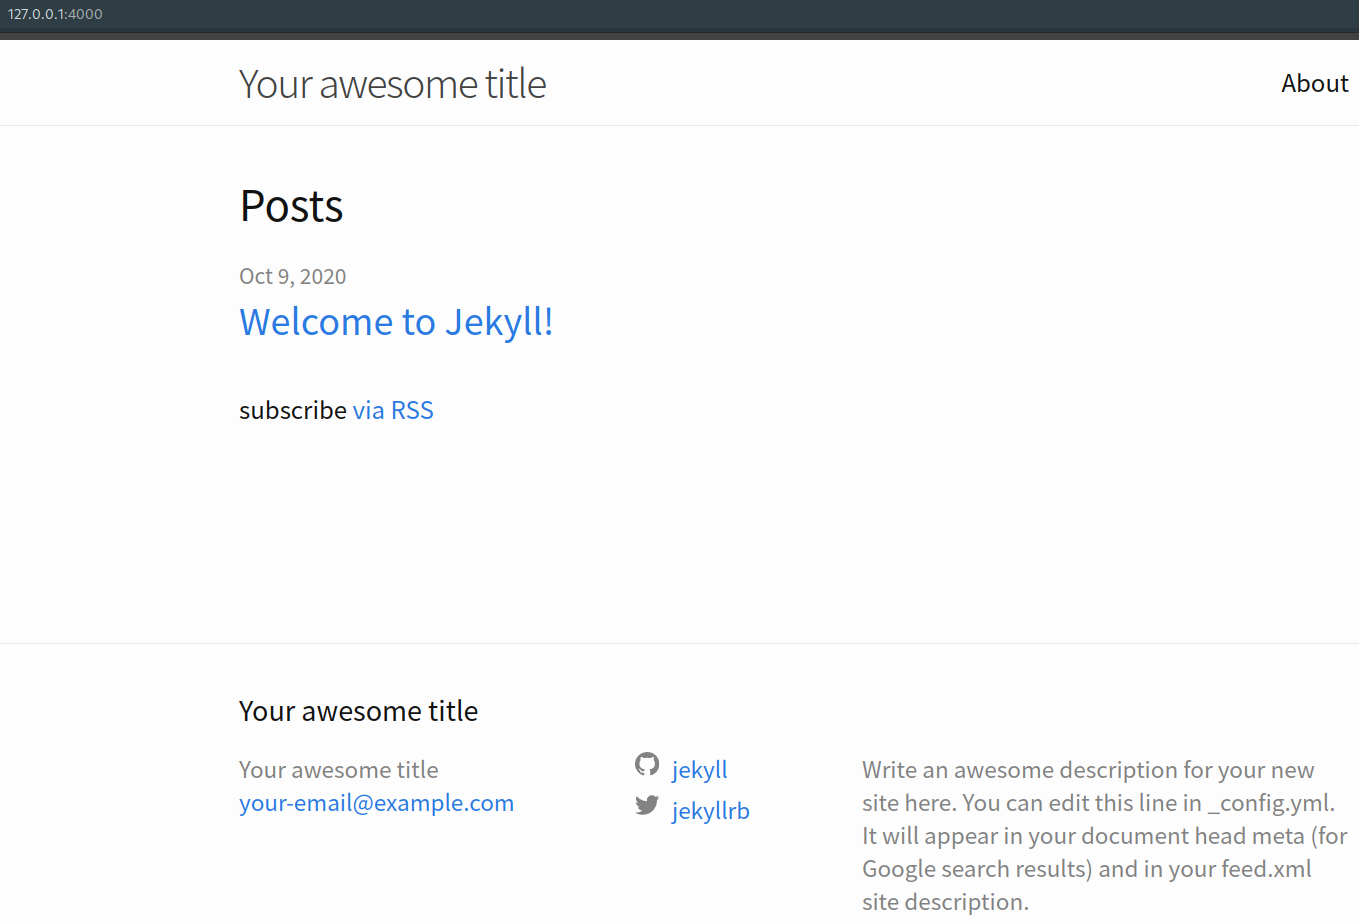 127.0.0.1:4000
Your awesome title
About
Posts
Oct 9, 2020
Welcome to Jekyll!
subscribe via RSS
Your awesome title
Your awesome title
your-email@example.com
jekyll
jekyllrb
Write an awesome description for your new
site here. You can edit this line in _config.yml.
It will appear in your document head meta (for
Google search results) and in your feed.xml
site description.